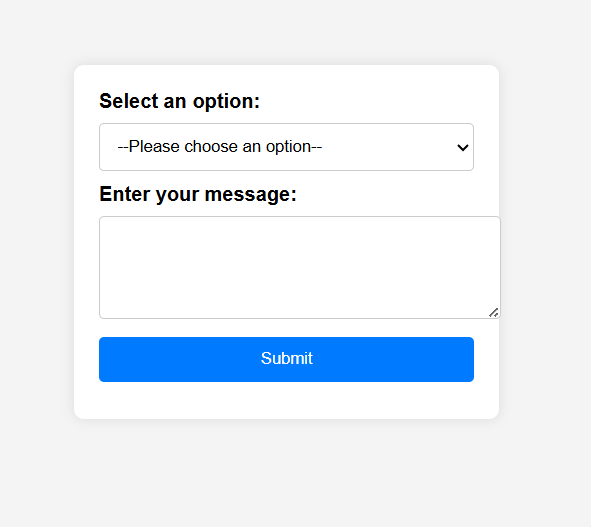 Select an option:
--Please choose an option--
Enter your message:
Submit